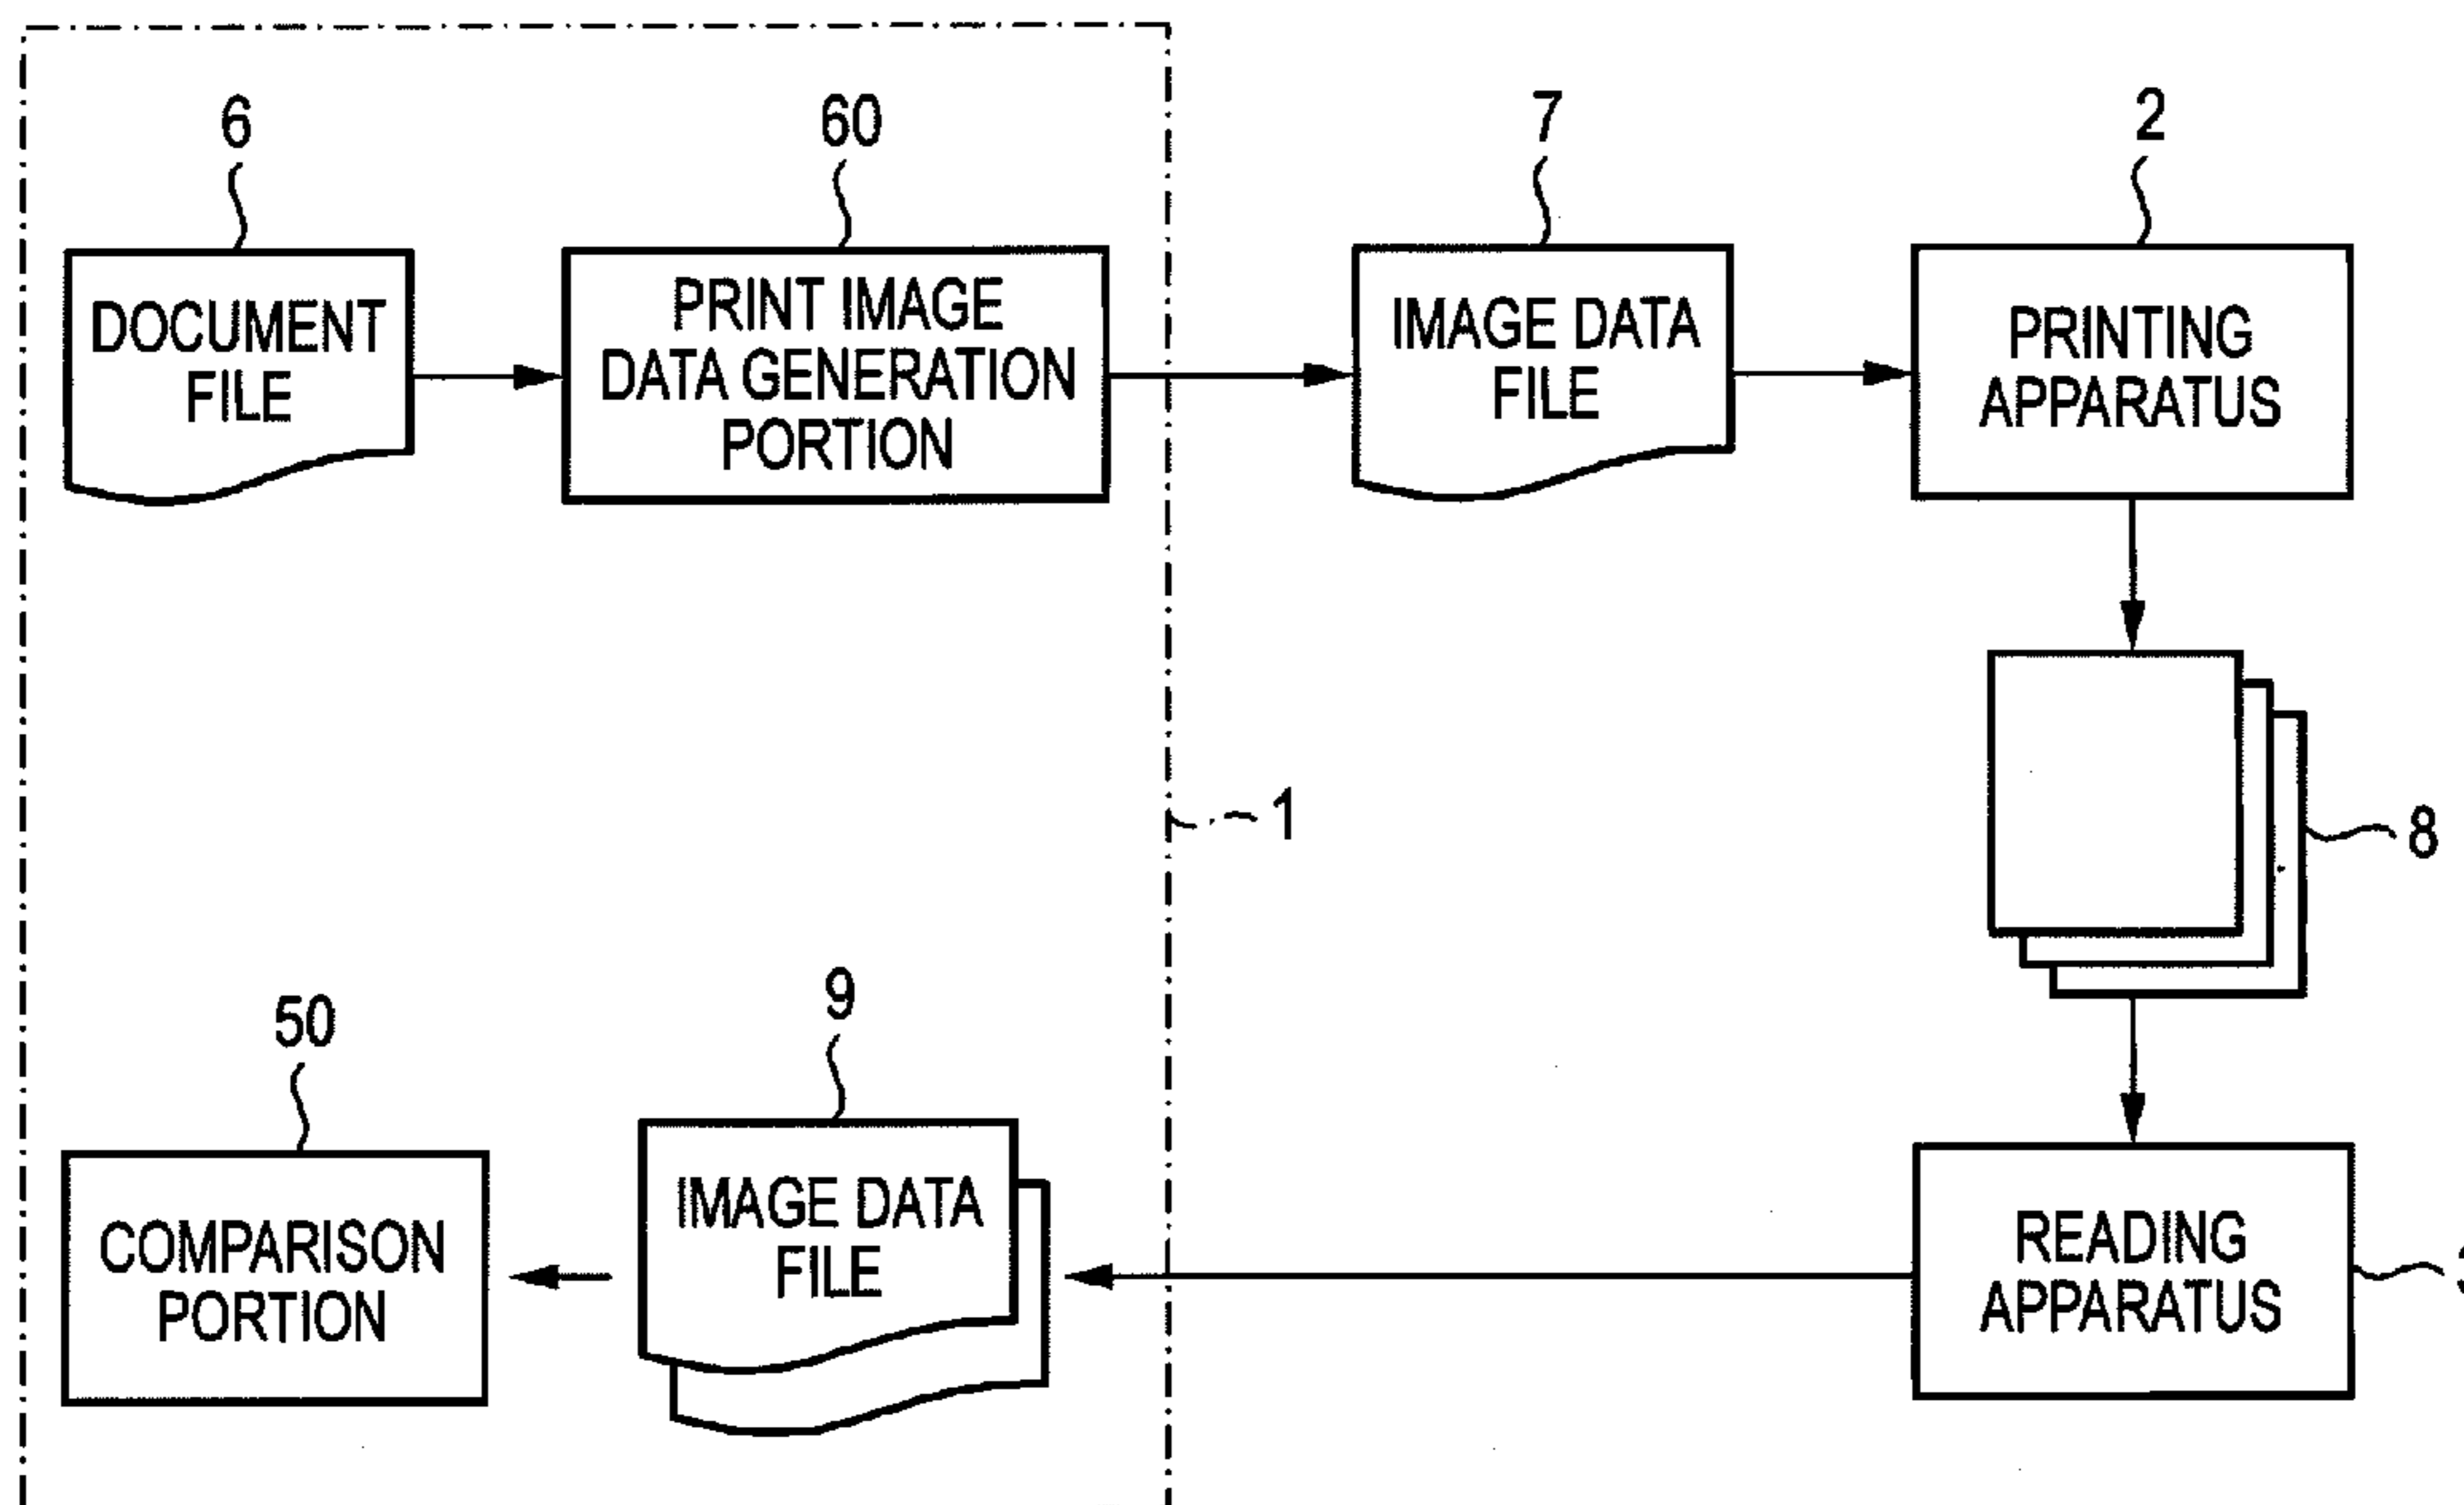 6
60
7
2
DOCUMENT
FILE
PRINT IMAGE
DATA GENERATION
PORTION
IMAGE DATA
FILE
PRINTING
APPARATUS
1
8
50
9
COMPARISON
PORTION
IMAGE DATA
FILE
READING
APPARATUS